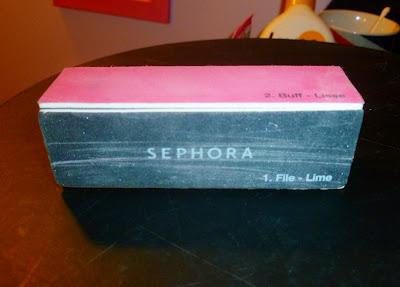 2. Buff - Lisse
SEPHORA
1. File - Lime